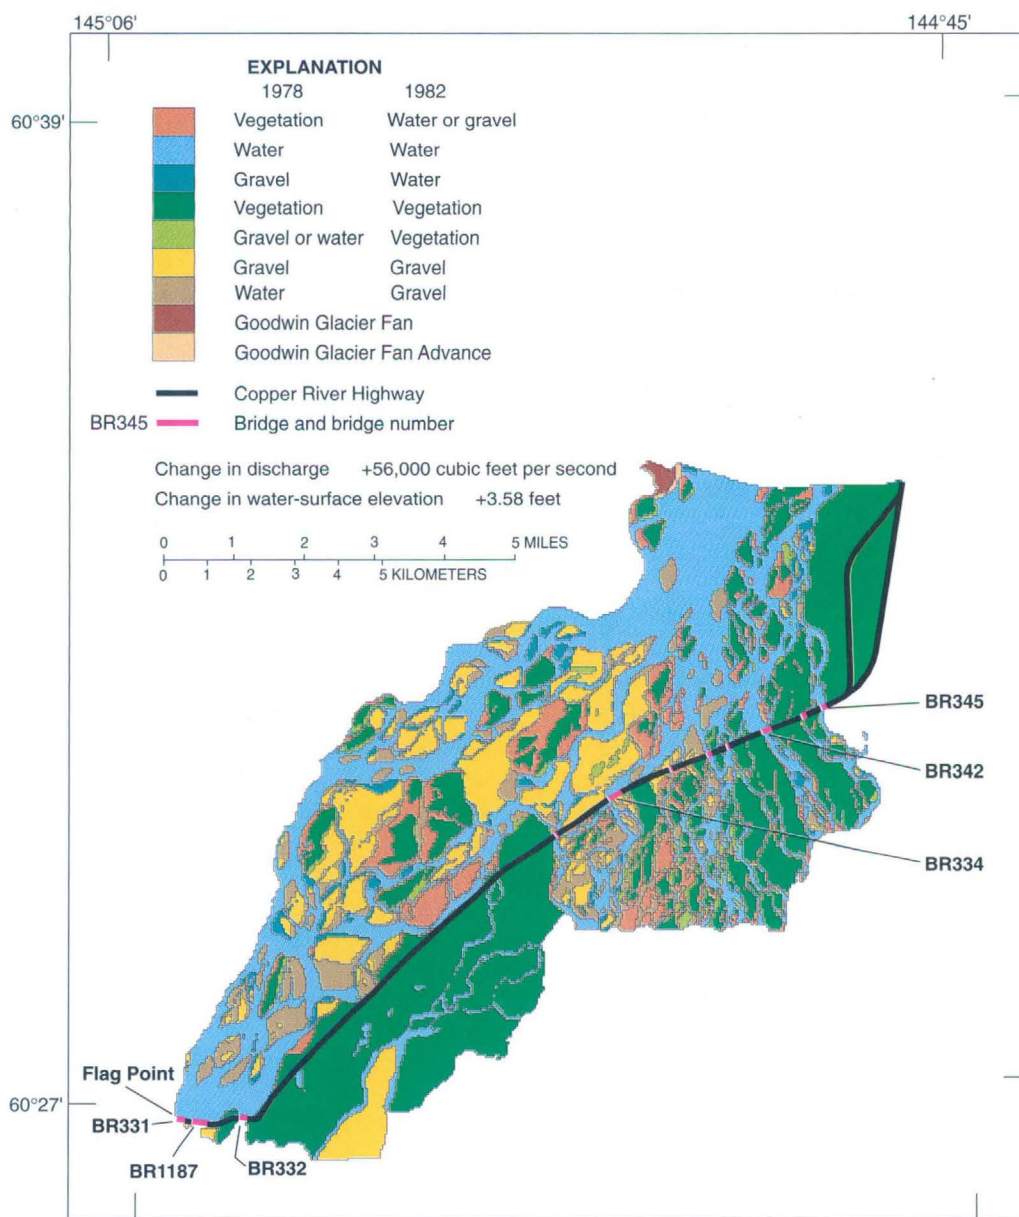 145°06'
144°45'
EXPLANATION
1978 1982
60°39'
Vegetation Water or gravel
Water Water
Gravel Water
Vegetation Vegetation
Gravel or water Vegetation
Gravel Gravel
Water Gravel
Goodwin Glacier Fan
Goodwin Glacier Fan Advance
Copper River Highway
BR345 Bridge and bridge number
Change in discharge +56,000 cubic feet per second
Change in water-surface elevation +3.58 feet
0 1 2 3 4 5 MILES
0 1 2 3 4 5 KILOMETERS
BR345
BR342
BR334
Flag Point
60°27'
BR331
BR1187
BR332